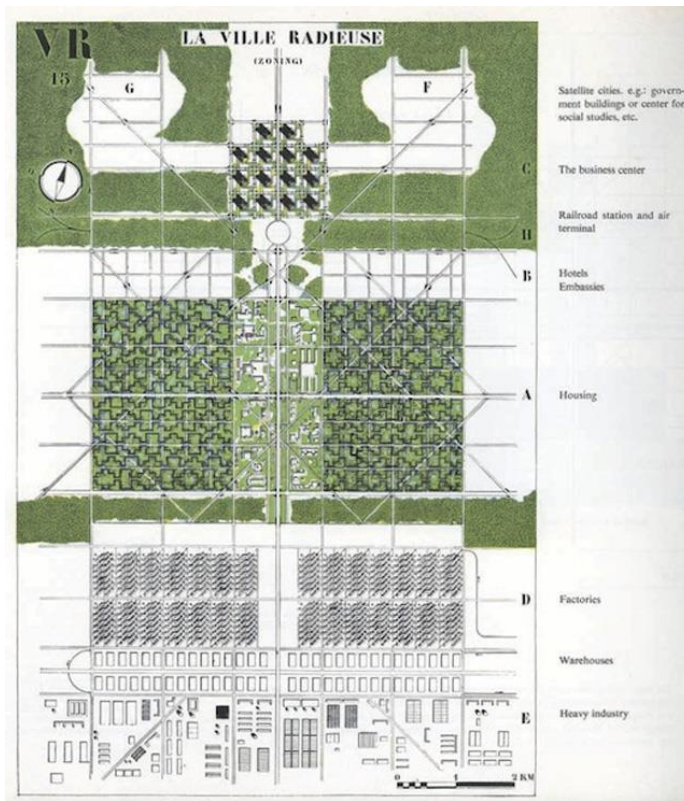 VR
LA VILLE RADIEUSE
(ZONING)
15
G
F
Satellite cities. e.g.: govern-
ment buildings or center for
social studies, etc.
C
The business center
H
Railroad station and air
terminal
B
Hotels
Embassies
A
Housing
D
Factories
Warehouses
E
Heavy industry
0 1 2 KM